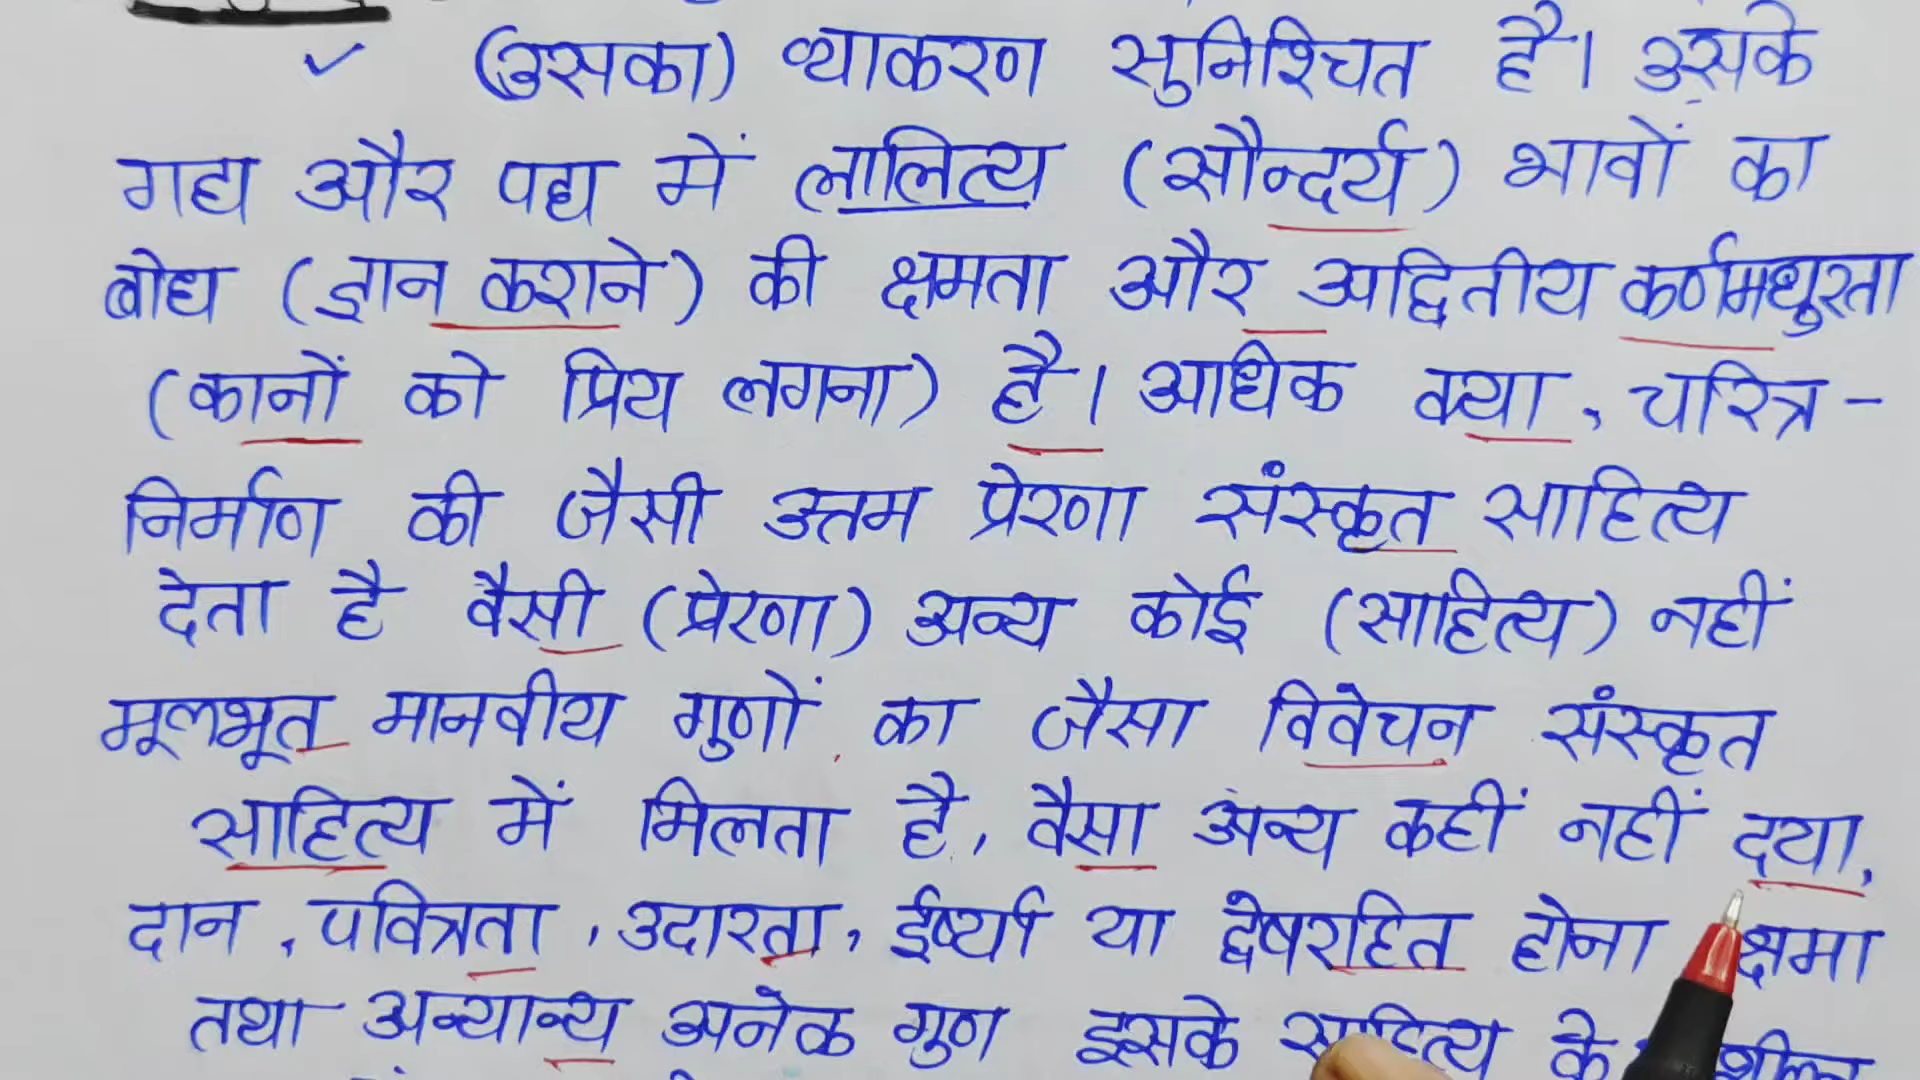 (उसका) व्याकरण सुनिश्चित है। उसके
गद्य और पद्य में लालित्य (सौन्दर्य) भावों का
बोध (ज्ञान कराने) की क्षमता और अद्वितीय कर्णमधुरता
(कानों को प्रिय लगना) है। अधिक क्या, चरित्र-
निर्माण की जैसी उत्तम प्रेरणा संस्कृत साहित्य
देता है वैसी (प्रेरणा) अन्य कोई (साहित्य) नहीं
मूलभूत मानवीय गुणों का जैसा विवेचन संस्कृत
साहित्य में मिलता है, वैसा अन्य कहीं नहीं दया,
दान, पवित्रता, उदारता, ईर्ष्या या द्वेषरहित होना क्षमा
तथा अन्यान्य अनेक गुण इसके साहित्य के